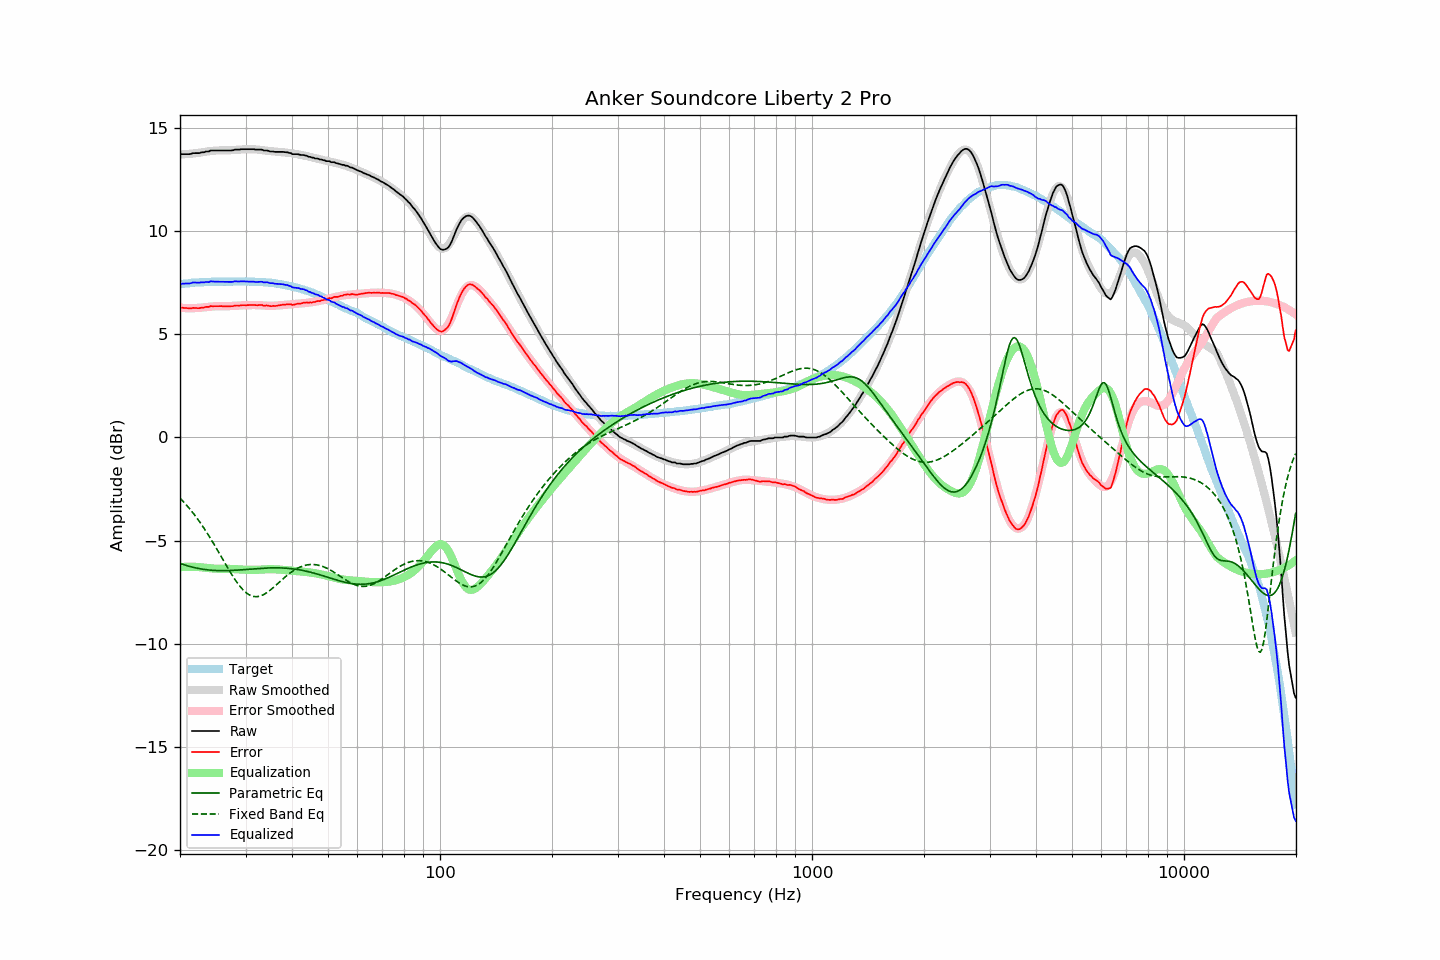 Anker Soundcore Liberty 2 Pro
15
10
5
0
−5
−10
−15
−20
Amplitude (dBr)
Target
Raw Smoothed
Error Smoothed
Raw
Error
Equalization
Parametric Eq
Fixed Band Eq
Equalized
100
1000
10000
Frequency (Hz)